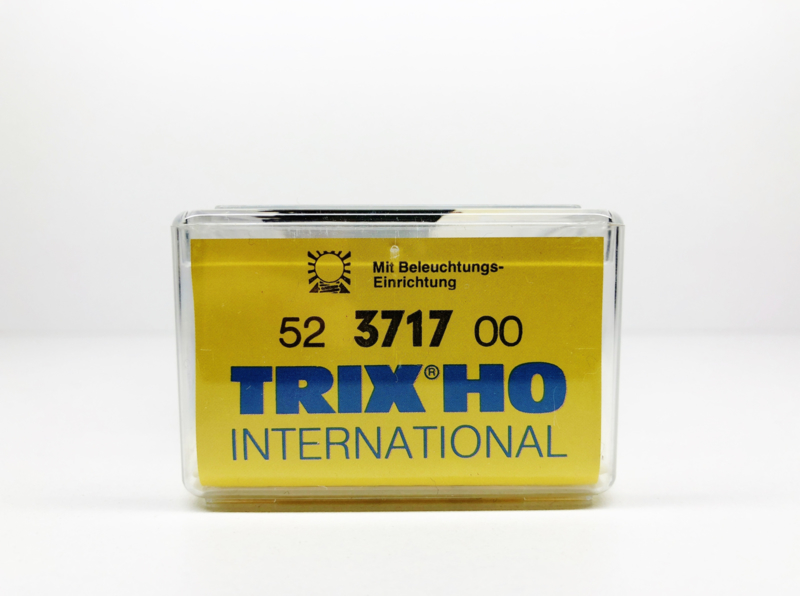 Mit Beleuchtungs-
Einrichtung
52 3717 00
TRIX® HO
INTERNATIONAL